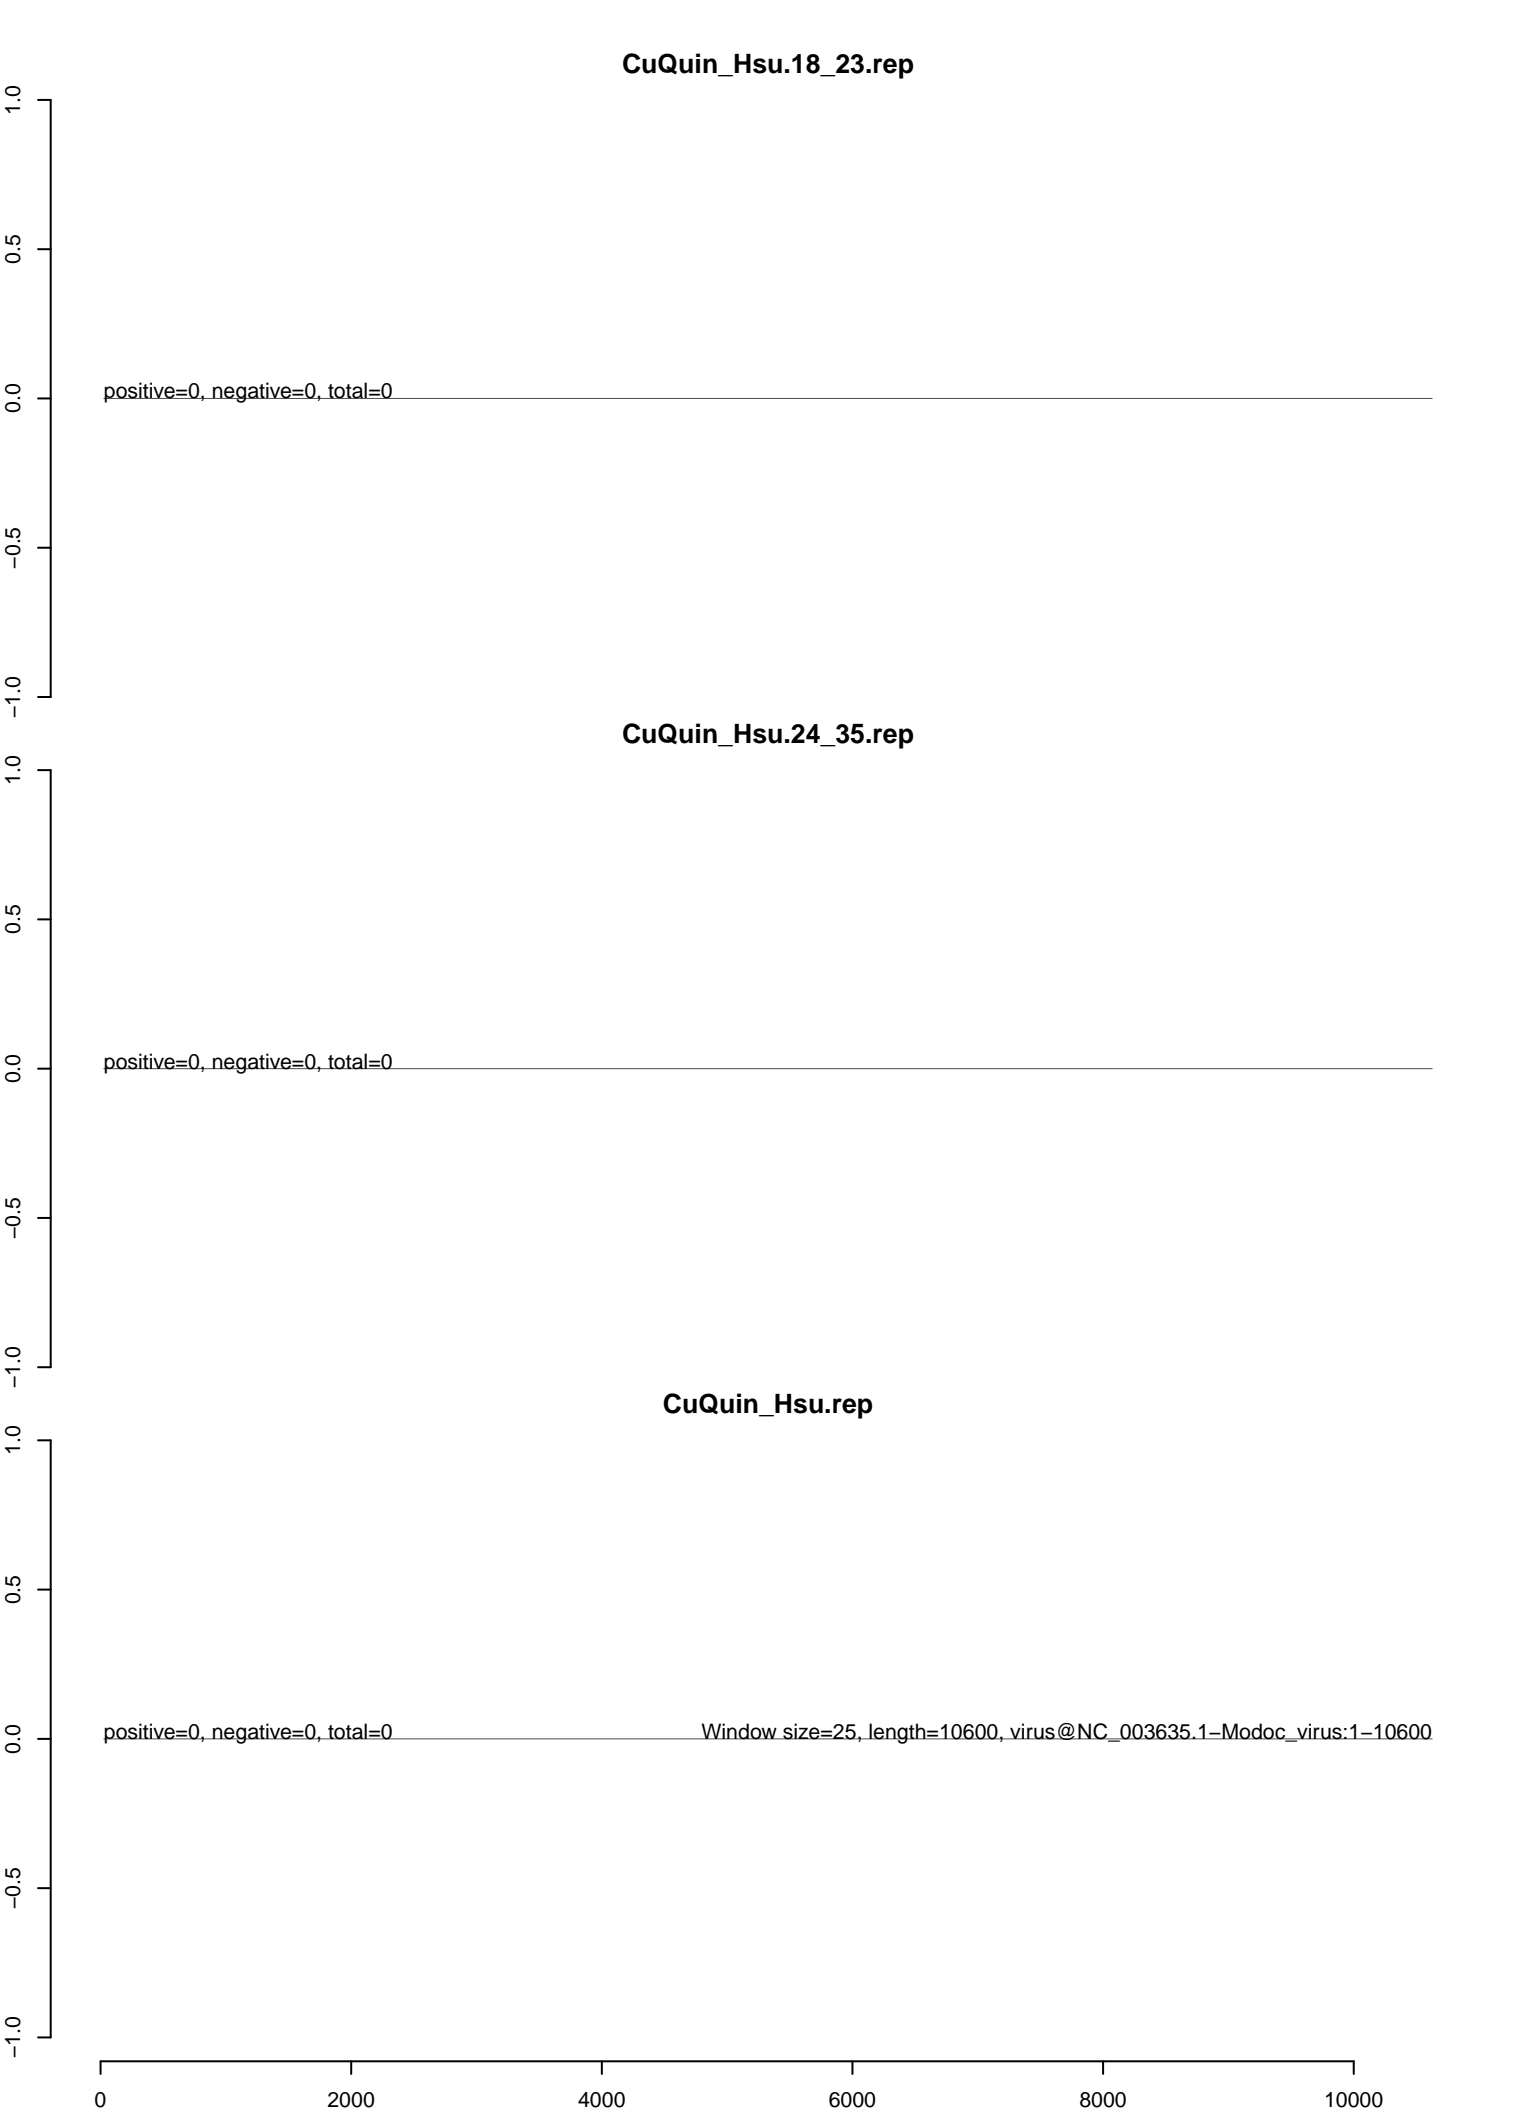 CuQuin_Hsu.18_23.rep
1.0
0.5
0.0
−0.5
−1.0
positive=0, negative=0, total=0
CuQuin_Hsu.24_35.rep
1.0
0.5
0.0
−0.5
−1.0
positive=0, negative=0, total=0
CuQuin_Hsu.rep
1.0
0.5
0.0
−0.5
−1.0
positive=0, negative=0, total=0
Window size=25, length=10600, virus@NC_003635.1−Modoc_virus:1−10600
0 2000 4000 6000 8000 10000